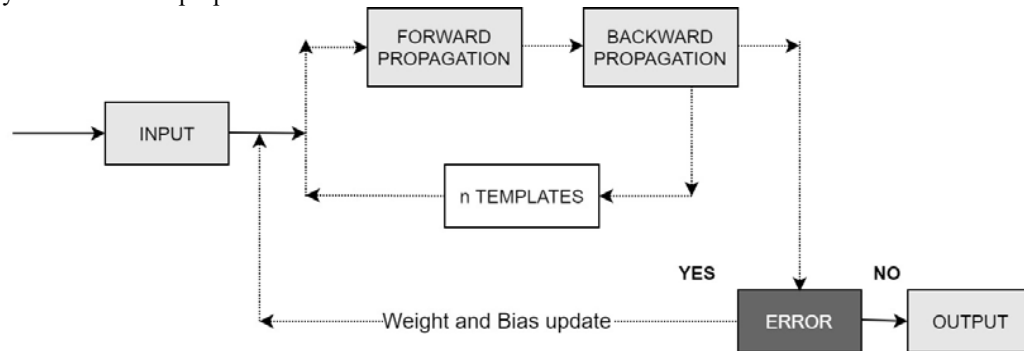 FORWARD
PROPAGATION
BACKWARD
PROPAGATION
INPUT
n TEMPLATES
YES
NO
Weight and Bias update
ERROR
OUTPUT